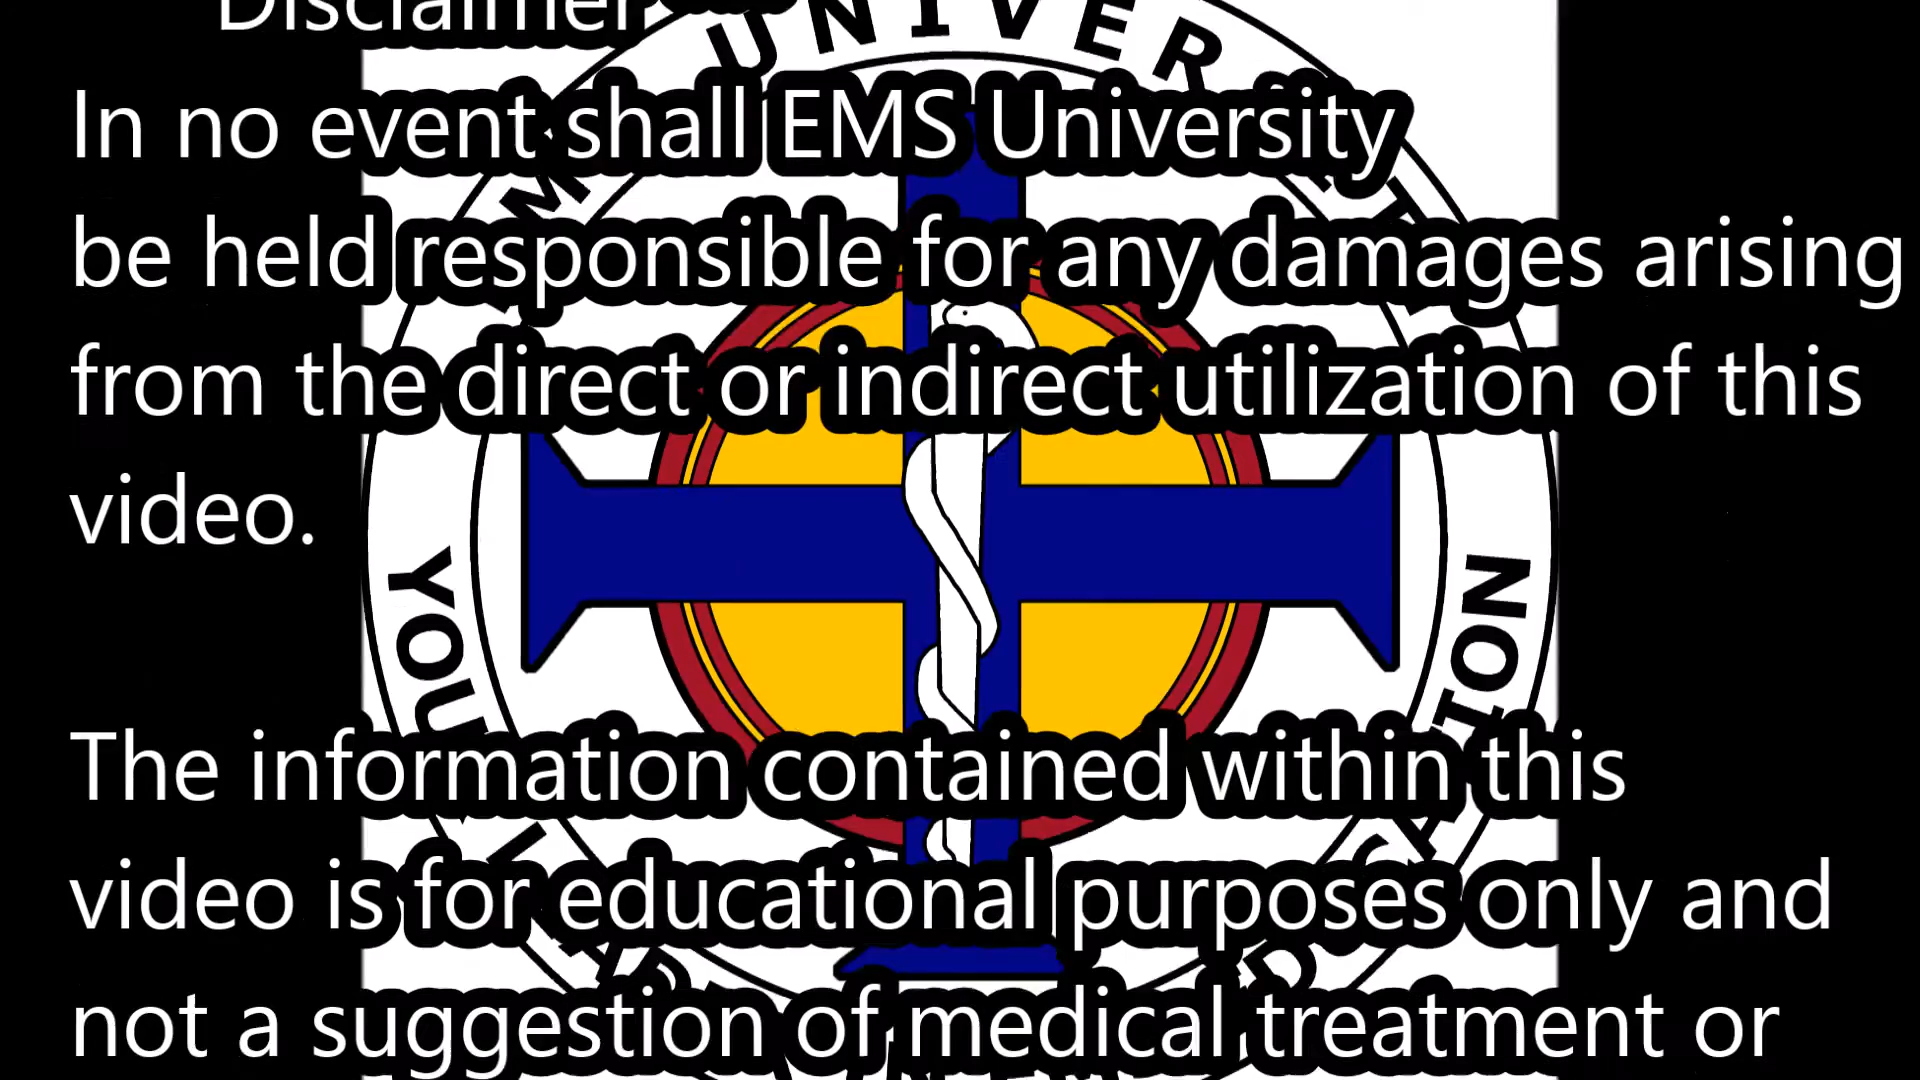 Disclaimer
UNIVERSITY
In no event shall EMS University
be held responsible for any damages arising
from the direct or indirect utilization of this
video.
The information contained within this
video is for educational purposes only and
not a suggestion of medical treatment or